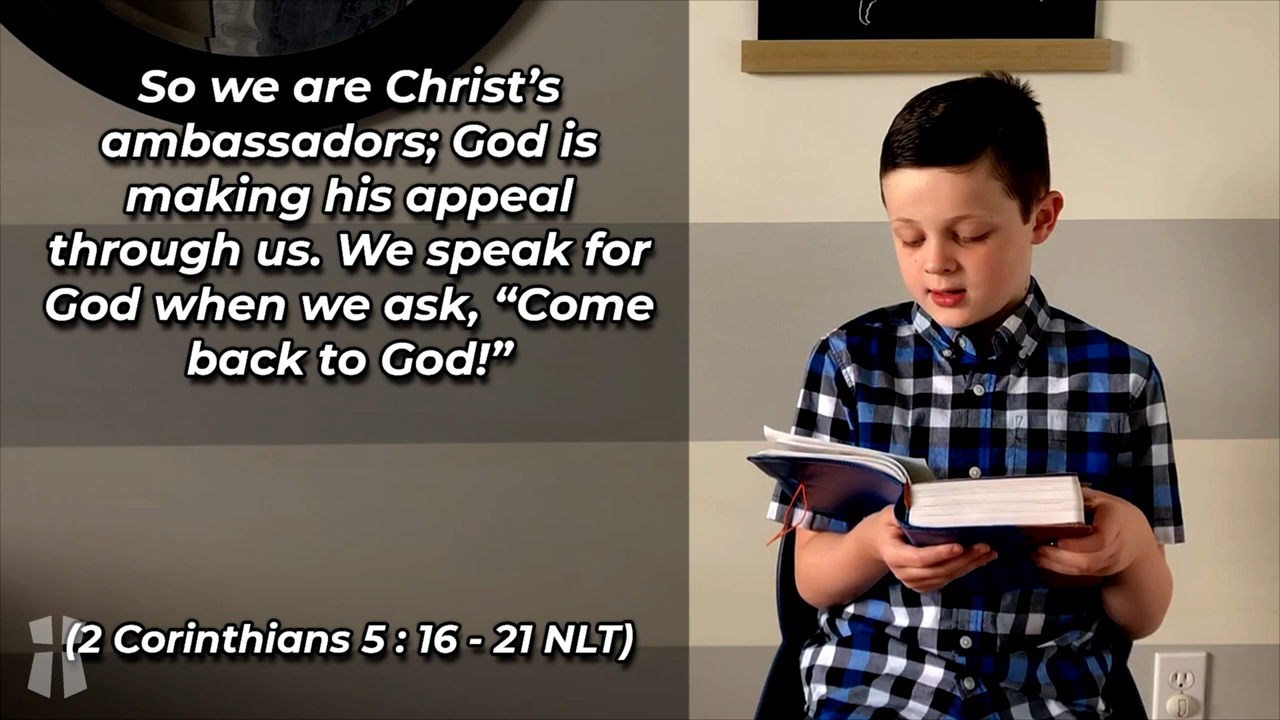 So we are Christ’s
ambassadors; God is
making his appeal
through us. We speak for
God when we ask, “Come
back to God!”
(2 Corinthians 5 : 16 - 21 NLT)